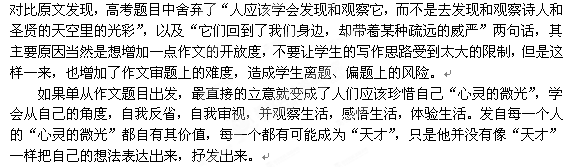 对比原文发现，高考题目中舍弃了“人应该学会发现和观察它，而不是去发现和观察诗人和
圣贤的天空里的光彩”，以及“它们回到了我们身边，却带着某种疏远的威严”两句话，其
主要原因当然是想增加一点作文的开放度，不要让学生的写作思路受到太大的限制，但是这
样一来，也增加了作文审题上的难度，造成学生离题、偏题上的风险。
如果单从作文题目出发，最直接的立意就变成了人们应该珍惜自己“心灵的微光”，学
会从自己的角度，自我反省，自我审视，并观察生活，感悟生活，体验生活。发自每一个人
的“心灵的微光”都自有其价值，每一个都有可能成为“天才”，只是他并没有像“天才”
一样把自己的想法表达出来，抒发出来。